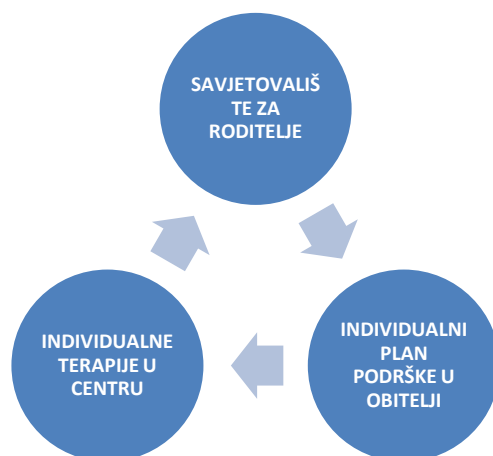 SAVJETOVALIŠ
TE ZA
RODITELJE
INDIVIDUALNI
PLAN
PODRŠKE U
OBITELJI
INDIVIDUALNE
TERAPIJE U
CENTRU